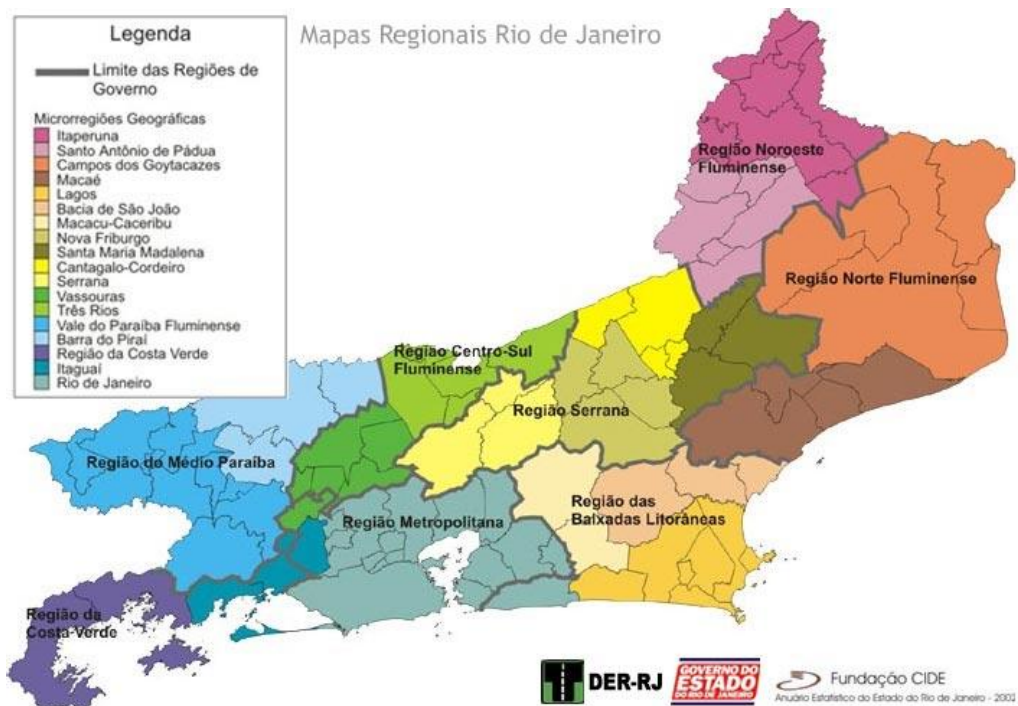 Legenda
Limite das Regiões de
Governo
Microrregiões Geográficas
Itaperuna
Santo Antônio de Pádua
Campos dos Goytacazes
Macaé
Lagos
Bacia de São João
Macacu-Caceribu
Nova Friburgo
Santa Maria Madalena
Cantagalo-Cordeiro
Serrana
Vassouras
Três Rios
Vale do Paraíba Fluminense
Barra do Piraí
Região da Costa Verde
Itaguaí
Rio de Janeiro
Mapas Regionais Rio de Janeiro
Região Noroeste
Fluminense
Região Norte Fluminense
Região Centro-Sul
Fluminense
Região Serrana
Região do Médio Paraíba
Região das
Baixadas Litorâneas
Região Metropolitana
Região da
Costa-Verde
DER-RJ
GOVERNO DO
ESTADO
DO RIO DE JANEIRO
Fundação CIDE
Anuário Estatístico do Estado do Rio de Janeiro - 2002